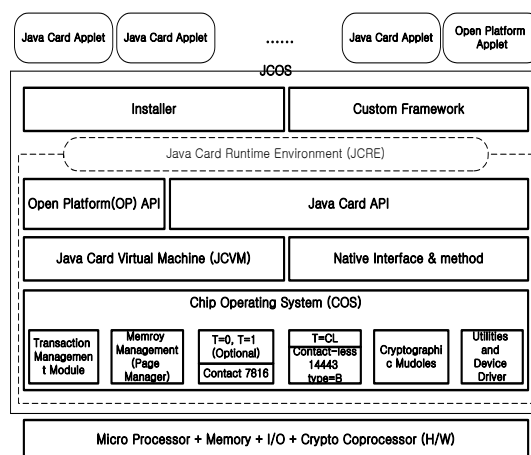 Java Card Applet
Java Card Applet
......
Java Card Applet
Open Platform
Applet
JCOS
Installer
Custom Framework
Java Card Runtime Environment (JCRE)
Open Platform(OP) API
Java Card API
Java Card Virtual Machine (JCVM)
Native Interface & method
Chip Operating System (COS)
Transaction
Managemen
t Module
Memroy
Management
(Page
Manager)
T=0, T=1
(Optional)
Contact 7816
T=CL
Contact-less
14443
type=B
Cryptographi
c Mudoles
Utilities
and
Device
Driver
Micro Processor + Memory + I/O + Crypto Coprocessor (H/W)